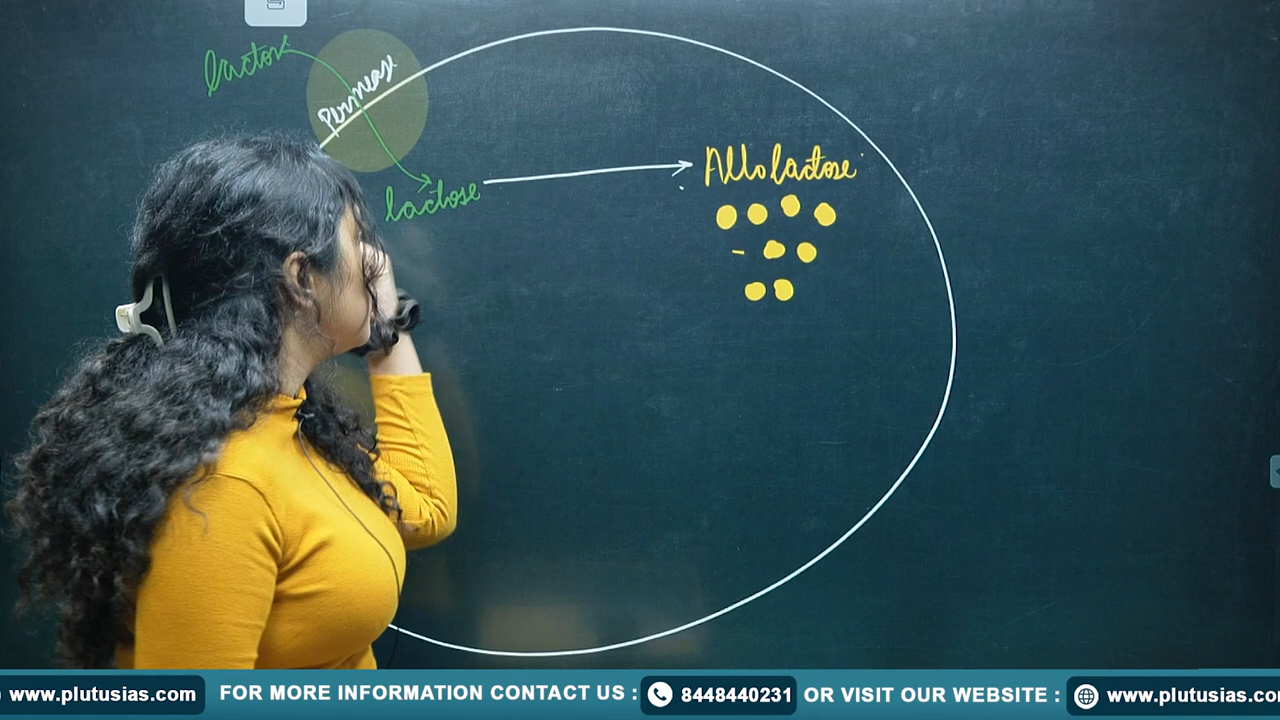 lactose
Permease
lactose
Allolactose
www.plutusias.com
FOR MORE INFORMATION CONTACT US :
8448440231
OR VISIT OUR WEBSITE :
www.plutusias.co